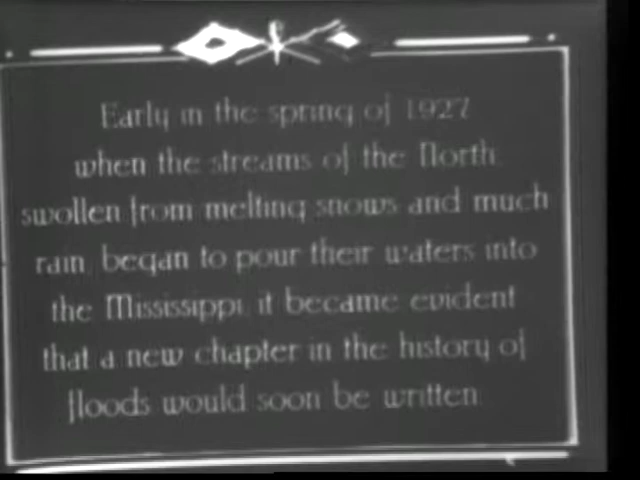 Early in the spring of 1927
when the streams of the North
swollen from melting snows and much
rain began to pour their waters into
the Mississippi it became evident
that a new chapter in the history of
floods would soon be written